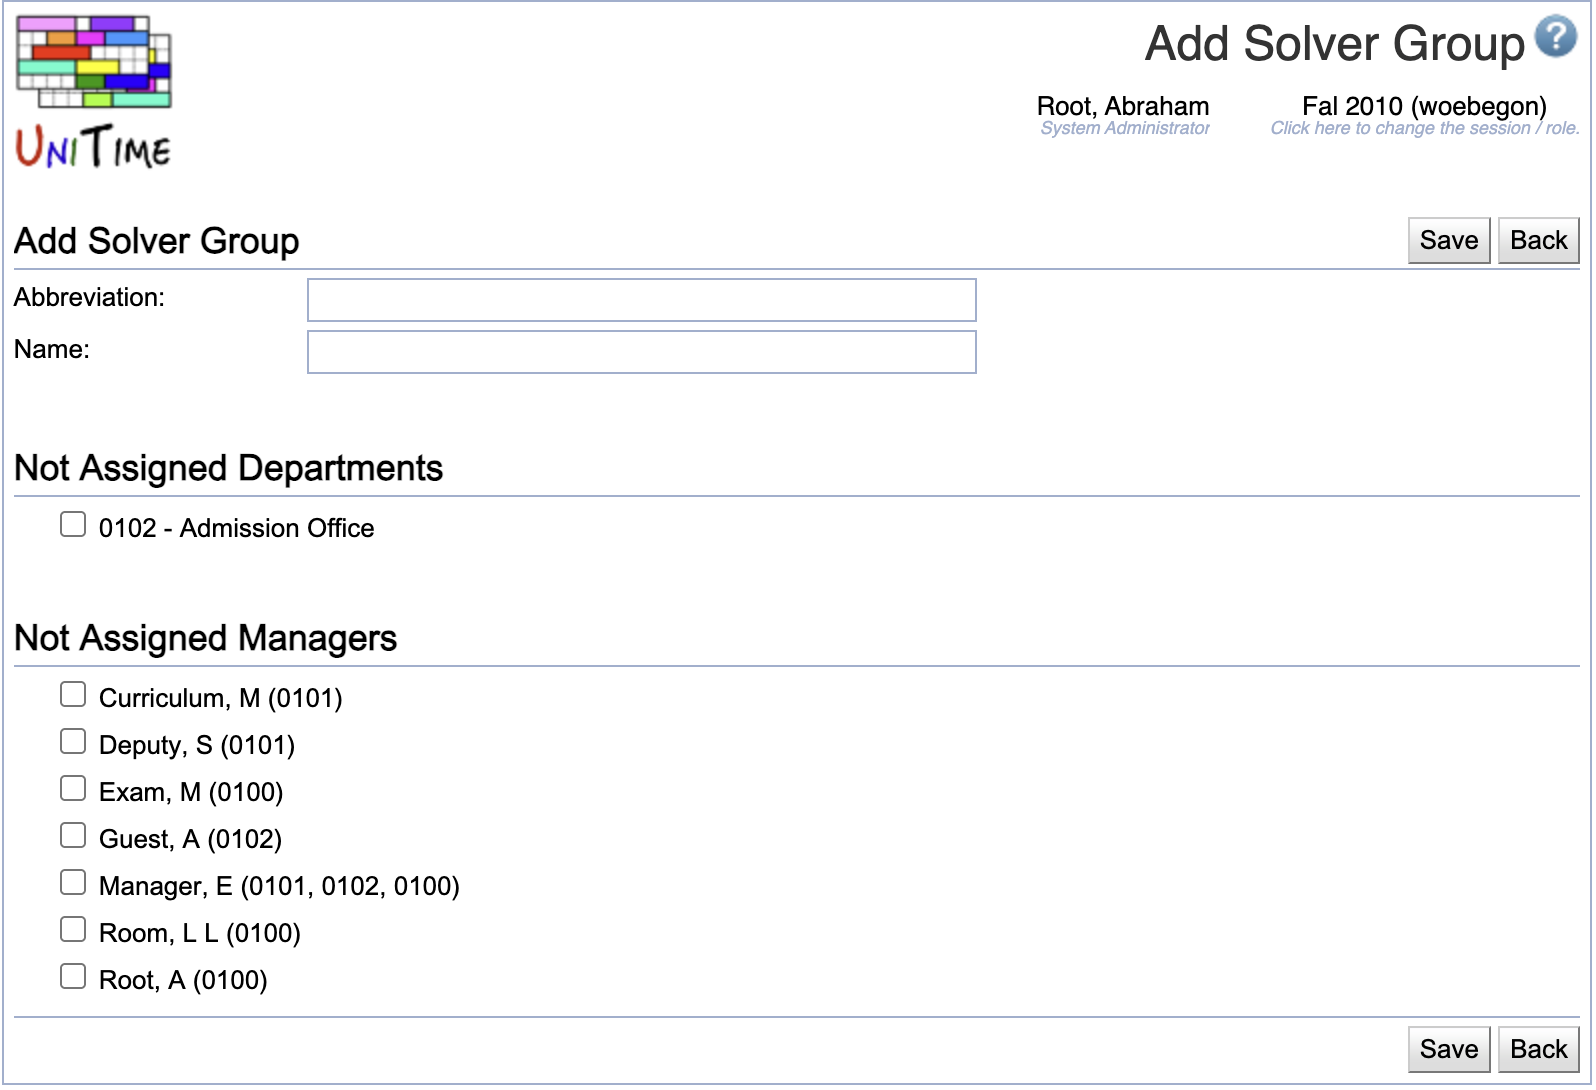 Add Solver Group ?
UNITIME
Root, Abraham Fal 2010 (woebegon)
System Administrator Click here to change the session / role.
Add Solver Group Save Back
Abbreviation:
Name:
Not Assigned Departments
0102 - Admission Office
Not Assigned Managers
Curriculum, M (0101)
Deputy, S (0101)
Exam, M (0100)
Guest, A (0102)
Manager, E (0101, 0102, 0100)
Room, L L (0100)
Root, A (0100)
Save Back